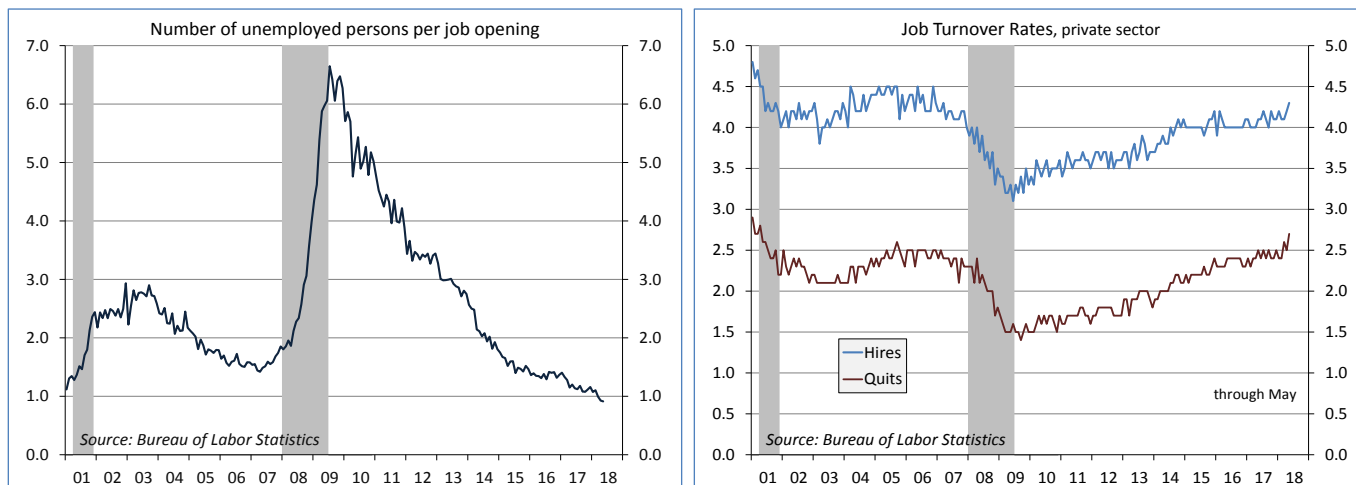 Number of unemployed persons per job opening
7.0 7.0
6.0 6.0
5.0 5.0
4.0 4.0
3.0 3.0
2.0 2.0
1.0 1.0
0.0 0.0
Source: Bureau of Labor Statistics
01 02 03 04 05 06 07 08 09 10 11 12 13 14 15 16 17 18
Job Turnover Rates, private sector
5.0 5.0
4.5 4.5
4.0 4.0
3.5 3.5
3.0 3.0
2.5 2.5
2.0 2.0
1.5 1.5
1.0 1.0
0.5 0.5
0.0 0.0
Hires
Quits
through May
Source: Bureau of Labor Statistics
01 02 03 04 05 06 07 08 09 10 11 12 13 14 15 16 17 18